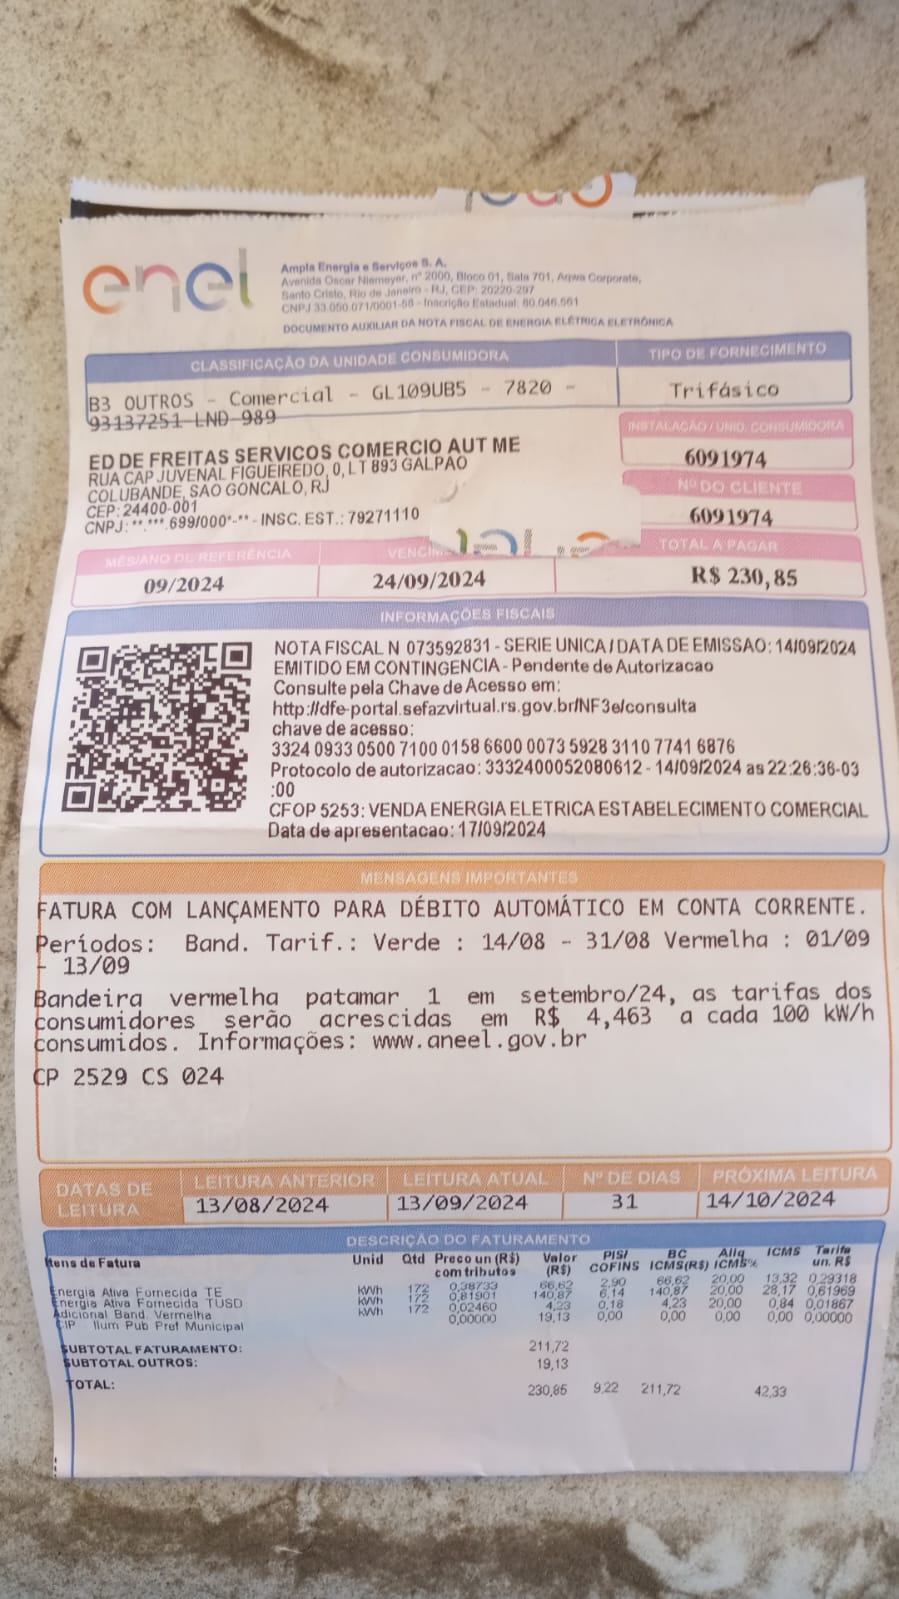 enel
Ampla Energia e Serviços S. A.
Avenida Oscar Niemeyer, nº 2000, Bloco 01, Sala 701, Aqwa Corporate,
Santo Cristo, Rio de Janeiro - RJ, CEP: 20220-297
CNPJ 33.050.071/0001-58 - Inscrição Estadual: 80.046.561
DOCUMENTO AUXILIAR DA NOTA FISCAL DE ENERGIA ELÉTRICA ELETRÔNICA
CLASSIFICAÇÃO DA UNIDADE CONSUMIDORA
TIPO DE FORNECIMENTO
B3 OUTROS - Comercial - GL109UB5 - 7820 -
93137251-LND-989
Trifásico
ED DE FREITAS SERVICOS COMERCIO AUT ME
RUA CAP JUVENAL FIGUEIREDO, 0, LT 893 GALPAO
COLUBANDE, SAO GONCALO, RJ
CEP: 24400-001
CNPJ: **.***.699/000*-** - INSC. EST.: 79271110
INSTALAÇÃO / UNID. CONSUMIDORA
6091974
Nº DO CLIENTE
6091974
MÊS/ANO DE REFERÊNCIA
09/2024
24/09/2024
TOTAL A PAGAR
R$ 230,85
INFORMAÇÕES FISCAIS
NOTA FISCAL N 073592831 - SERIE UNICA / DATA DE EMISSAO: 14/09/2024
EMITIDO EM CONTINGENCIA - Pendente de Autorizacao
Consulte pela Chave de Acesso em:
http://dfe-portal.sefazvirtual.rs.gov.br/NF3e/consulta
chave de acesso:
3324 0933 0500 7100 0158 6600 0073 5928 3110 7741 6876
Protocolo de autorizacao: 3332400052080612 - 14/09/2024 as 22:26:36-03
:00
CFOP 5253: VENDA ENERGIA ELETRICA ESTABELECIMENTO COMERCIAL
Data de apresentacao: 17/09/2024
MENSAGENS IMPORTANTES
FATURA COM LANÇAMENTO PARA DÉBITO AUTOMÁTICO EM CONTA CORRENTE.
Períodos: Band. Tarif.: Verde : 14/08 - 31/08 Vermelha : 01/09
- 13/09
Bandeira vermelha patamar 1 em setembro/24, as tarifas dos
consumidores serão acrescidas em R$ 4,463 a cada 100 kW/h
consumidos. Informações: www.aneel.gov.br
CP 2529 CS 024
DATAS DE LEITURA
LEITURA ANTERIOR
13/08/2024
LEITURA ATUAL
13/09/2024
Nº DE DIAS
31
PRÓXIMA LEITURA
14/10/2024
DESCRIÇÃO DO FATURAMENTO
Itens de Fatura Unid Qtd Preco un (R$) com tributos Valor (R$) PIS/ COFINS BC ICMS(R$) Aliq ICMS% ICMS Tarifa un. R$
Energia Ativa Fornecida TE kWh 172 0,38733 66,62 2,90 66,62 20,00 13,32 0,29318
Energia Ativa Fornecida TUSD kWh 172 0,81901 140,87 6,14 140,87 20,00 28,17 0,61969
Adicional Band. Vermelha kWh 172 0,02460 4,23 0,18 4,23 20,00 0,84 0,01867
CIP - Ilum Pub Pref Municipal 0,00000 19,13 0,00 0,00 0,00 0,00 0,00000
SUBTOTAL FATURAMENTO: 211,72
SUBTOTAL OUTROS: 19,13
TOTAL: 230,85 9,22 211,72 42,33